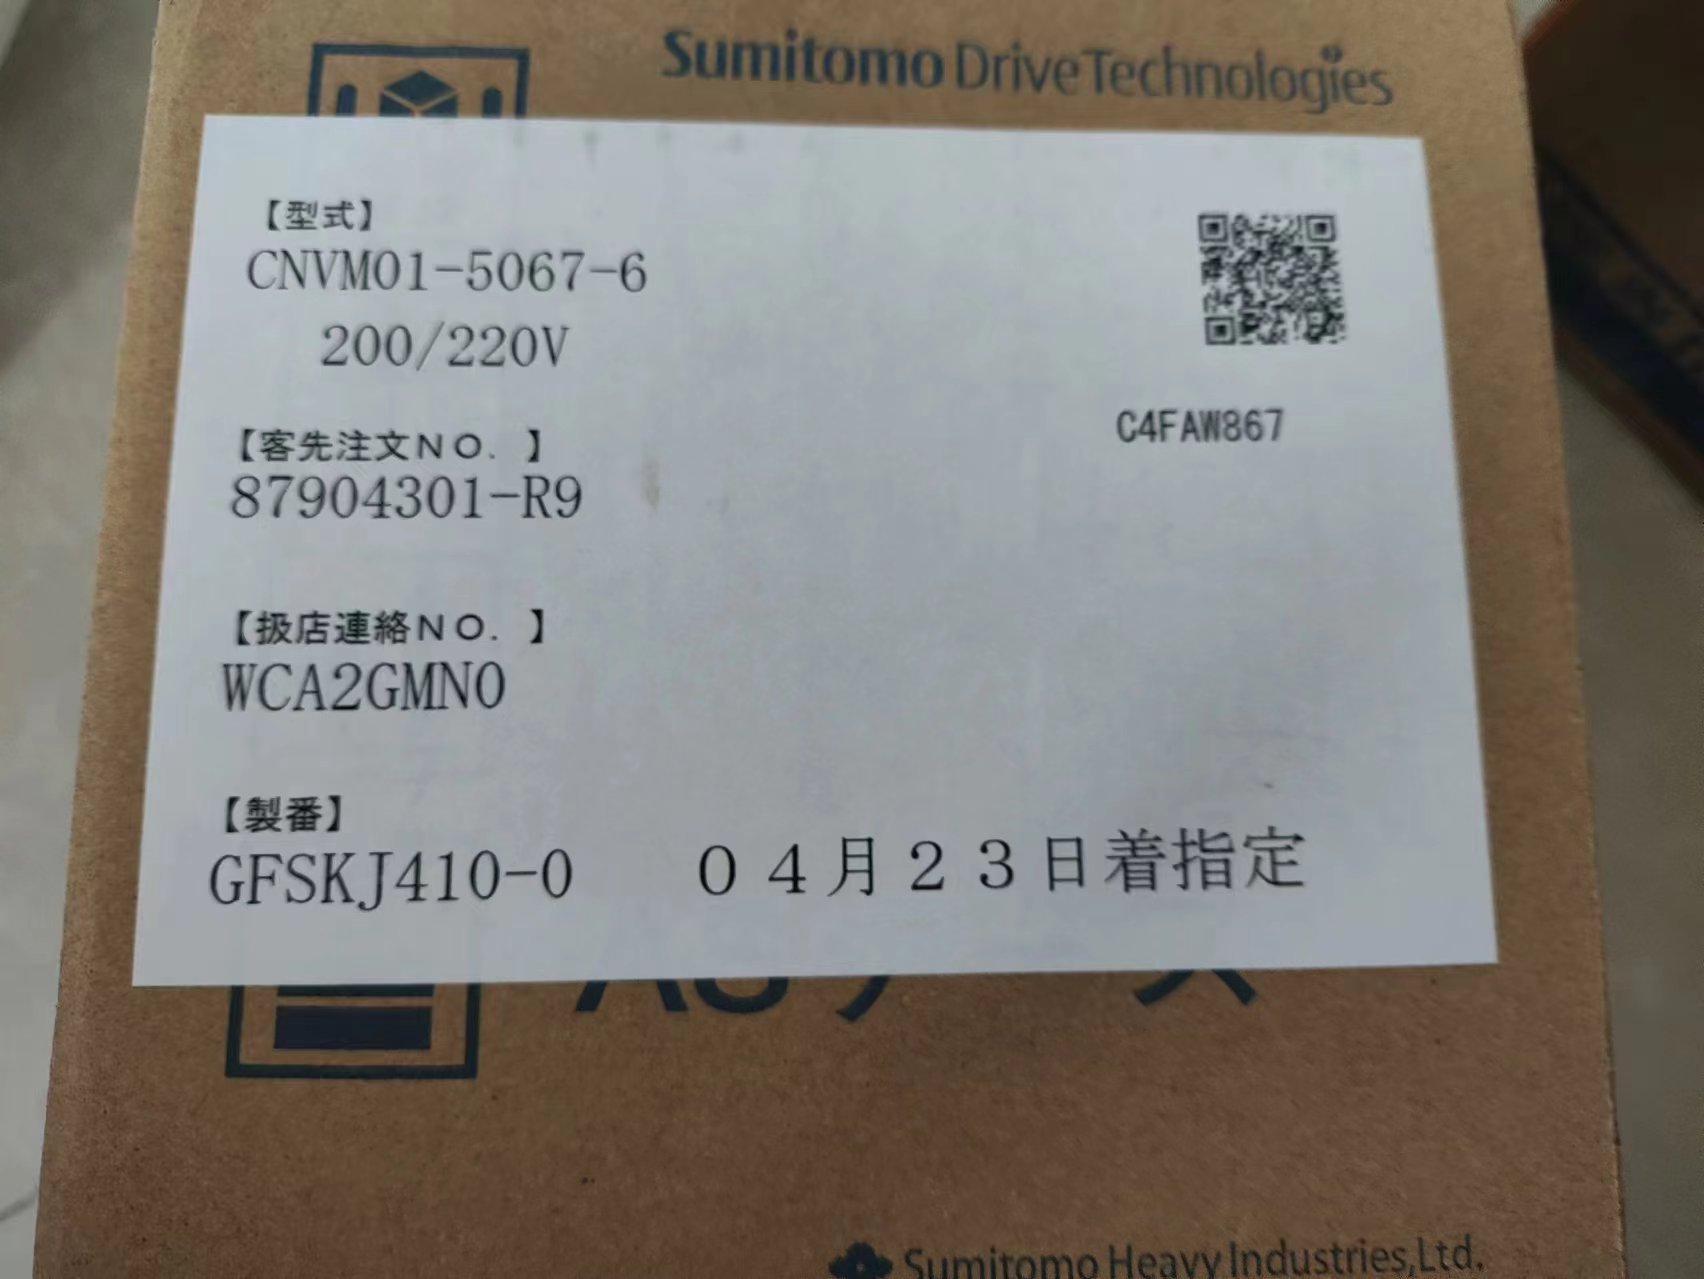 Sumitomo Drive Technologies
【型式】
CNVM01-5067-6
200/220V
C4FAW867
【客先注文NO. 】
87904301-R9
【扱店連絡NO. 】
WCA2GMN0
【製番】
GFSKJ410-0 04月23日着指定
Sumitomo Heavy Industries,Ltd.